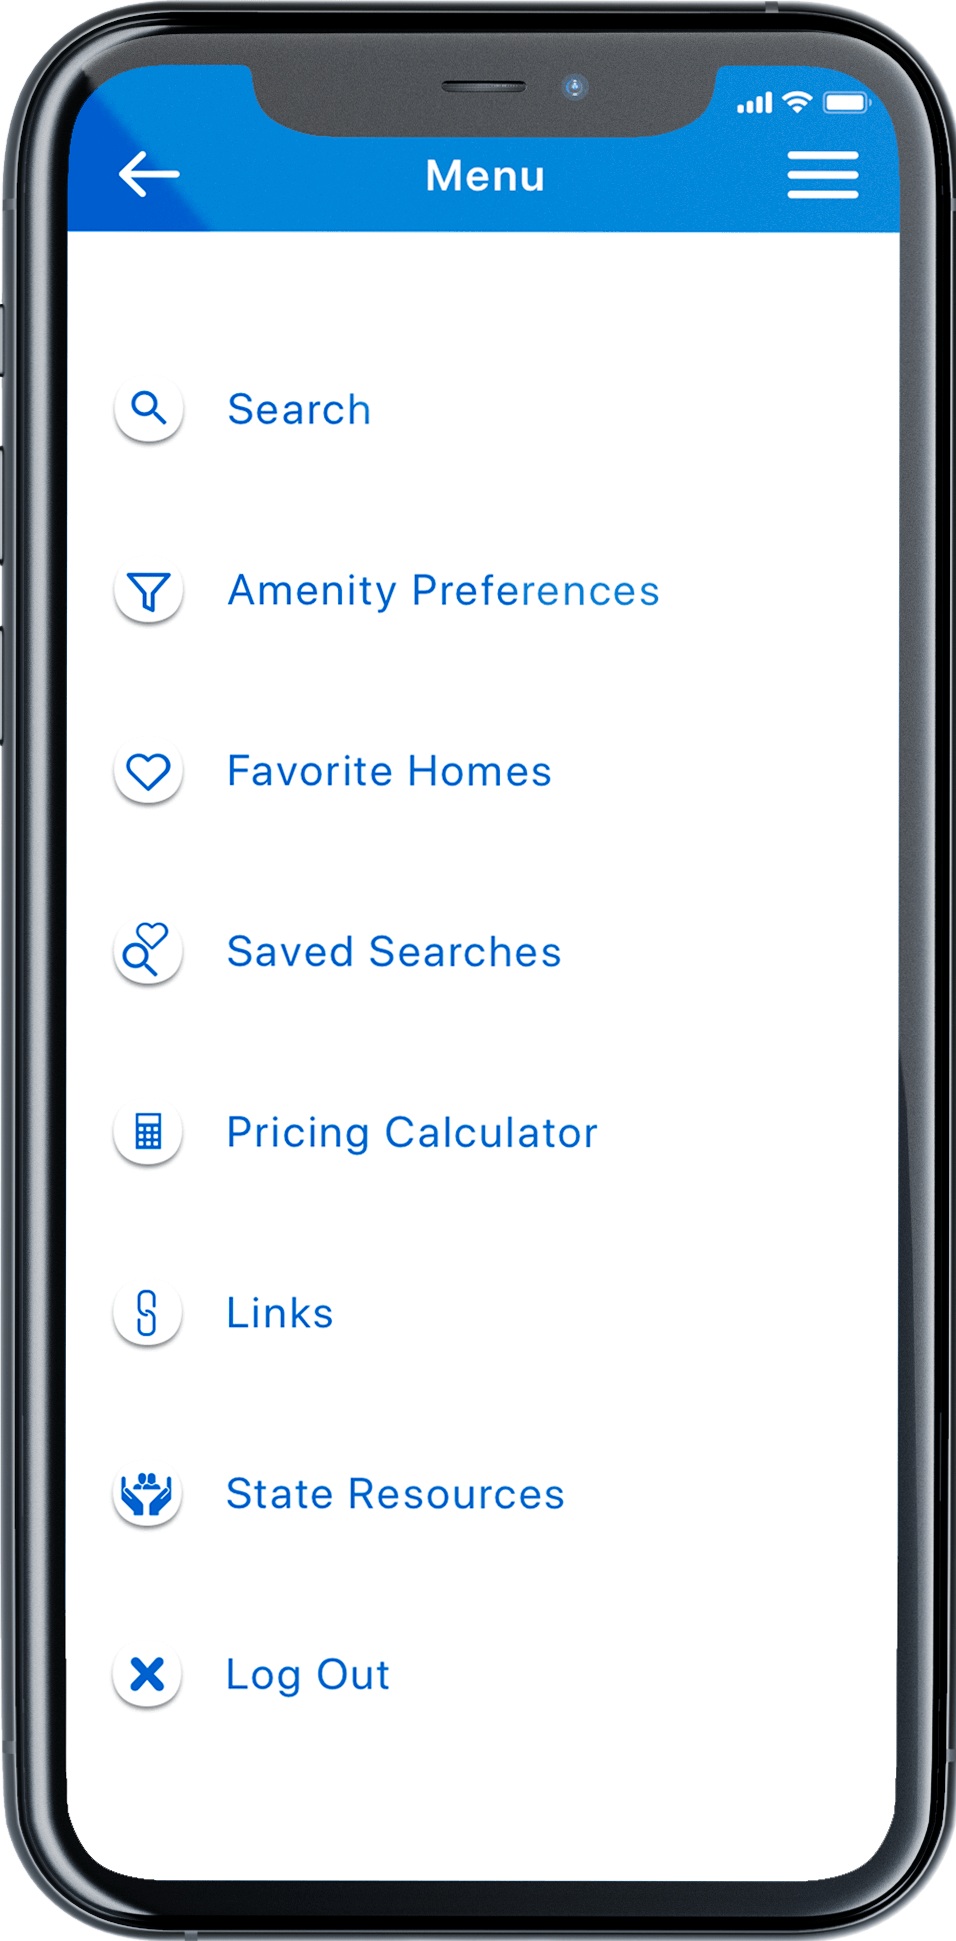 Menu
Search
Amenity Preferences
Favorite Homes
Saved Searches
Pricing Calculator
Links
State Resources
Log Out